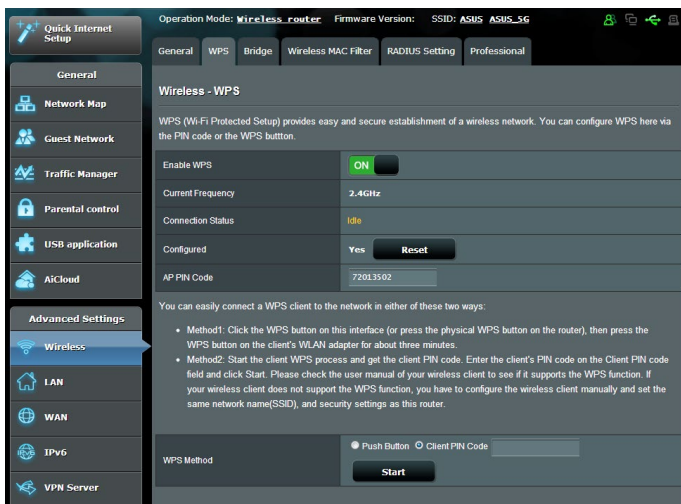 Quick Internet
Setup
Operation Mode: Wireless router Firmware Version: SSID: ASUS ASUS_5G
General WPS Bridge Wireless MAC Filter RADIUS Setting Professional
General
Network Map
Guest Network
Traffic Manager
Parental control
USB application
AiCloud
Advanced Settings
Wireless
LAN
WAN
IPv6
VPN Server
Wireless - WPS
WPS (Wi-Fi Protected Setup) provides easy and secure establishment of a wireless network. You can configure WPS here via
the PIN code or the WPS buttton.
Enable WPS ON
Current Frequency 2.4GHz
Connection Status Idle
Configured Yes Reset
AP PIN Code 72013502
You can easily connect a WPS client to the network in either of these two ways:
• Method1: Click the WPS button on this interface (or press the physical WPS button on the router), then press the
WPS button on the client's WLAN adapter for about three minutes.
• Method2: Start the client WPS process and get the client PIN code. Enter the client's PIN code on the Client PIN code
field and click Start. Please check the user manual of your wireless client to see if it supports the WPS function. If
your wireless client does not support the WPS function, you have to configure the wireless client manually and set the
same network name(SSID), and security settings as this router.
WPS Method Push Button Client PIN Code
Start